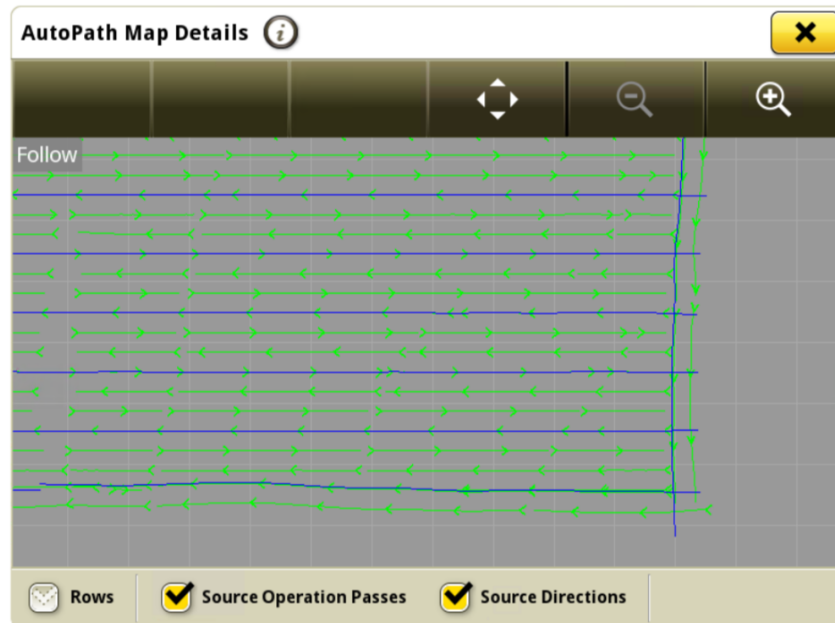 AutoPath Map Details
Follow
Rows
Source Operation Passes
Source Directions